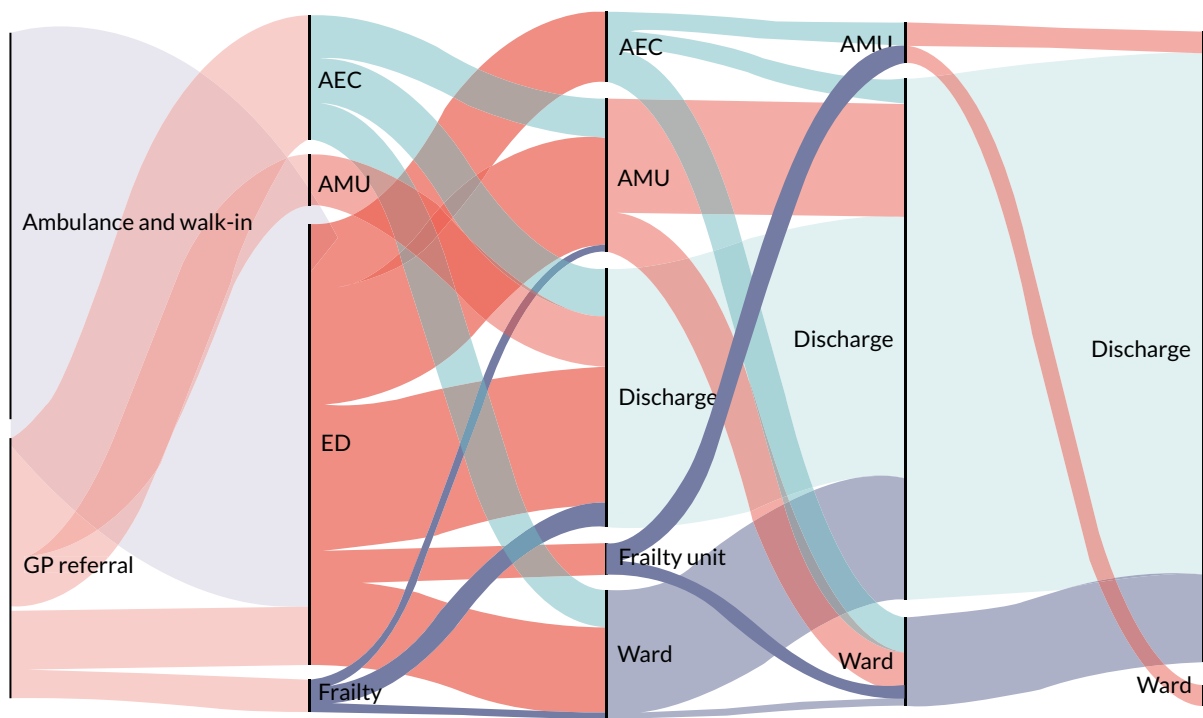 Ambulance and walk-in
GP referral
AEC
AMU
ED
Frailty
AEC
AMU
Discharge
Frailty unit
Ward
AMU
Discharge
Ward
Discharge
Ward